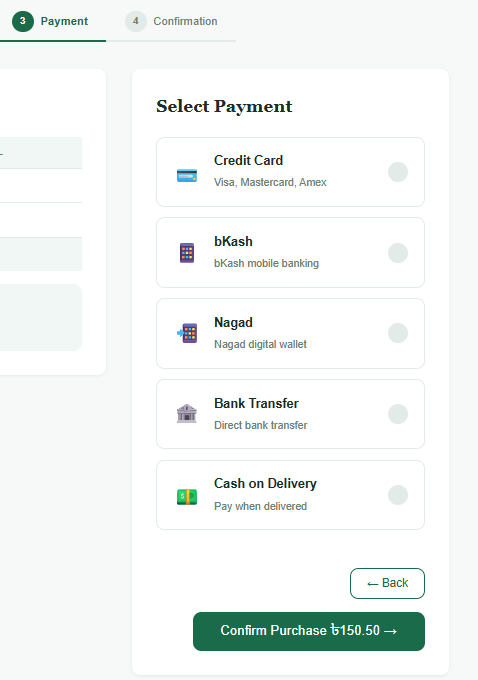 3 Payment 4 Confirmation
Select Payment
Credit Card
Visa, Mastercard, Amex
bKash
bKash mobile banking
Nagad
Nagad digital wallet
Bank Transfer
Direct bank transfer
Cash on Delivery
Pay when delivered
← Back
Confirm Purchase ৳150.50 →